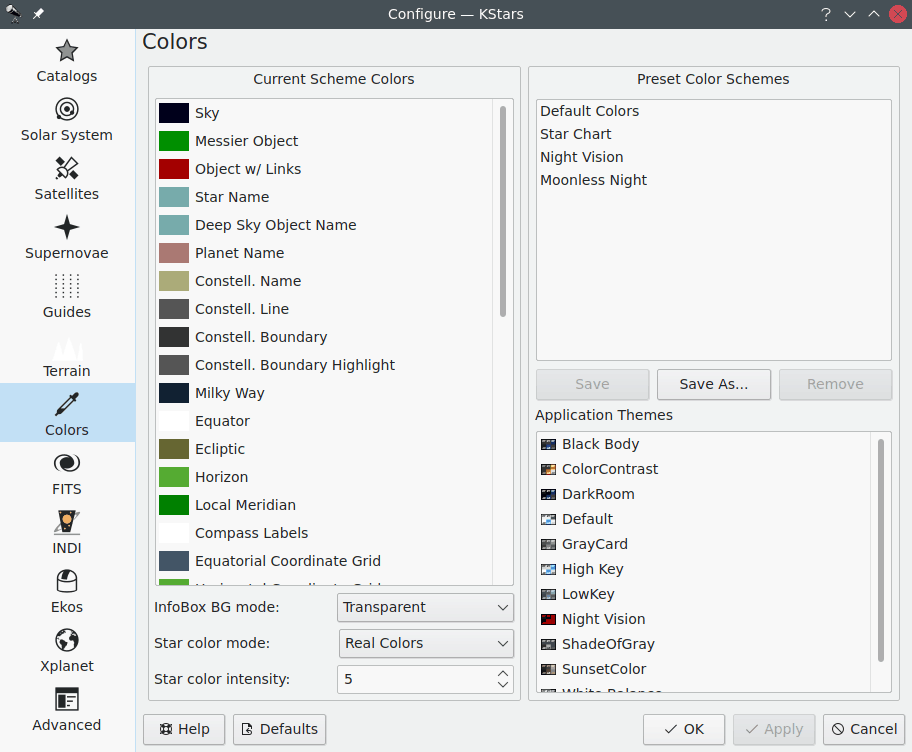 Configure — KStars
Catalogs
Solar System
Satellites
Supernovae
Guides
Terrain
Colors
FITS
INDI
Ekos
Xplanet
Advanced
Colors
Current Scheme Colors
Sky
Messier Object
Object w/ Links
Star Name
Deep Sky Object Name
Planet Name
Constell. Name
Constell. Line
Constell. Boundary
Constell. Boundary Highlight
Milky Way
Equator
Ecliptic
Horizon
Local Meridian
Compass Labels
Equatorial Coordinate Grid
Horizontal Coordinate Grid
InfoBox BG mode: Transparent
Star color mode: Real Colors
Star color intensity: 5
Preset Color Schemes
Default Colors
Star Chart
Night Vision
Moonless Night
Save Save As... Remove
Application Themes
Black Body
ColorContrast
DarkRoom
Default
GrayCard
High Key
LowKey
Night Vision
ShadeOfGray
SunsetColor
White Balance
Help Defaults OK Apply Cancel